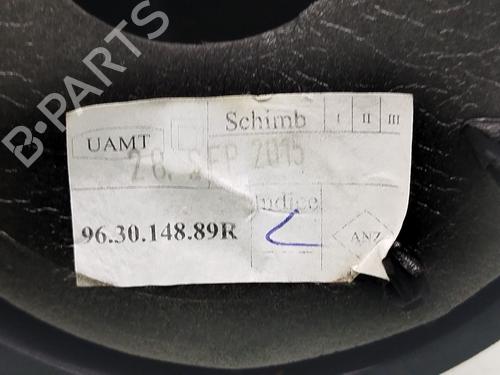 B-PARTS
Schimb I II III
UAMT
28. SEP 2015
Indice
96.30.148.89R
ANZ